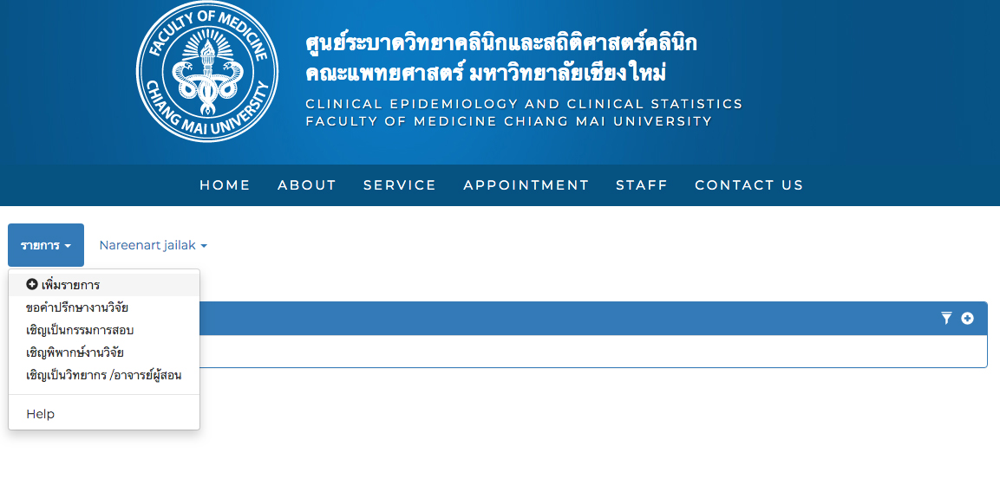 FACULTY OF MEDICINE
CHIANG MAI UNIVERSITY
ศูนย์ระบาดวิทยาคลินิกและสถิติศาสตร์คลินิก
คณะแพทยศาสตร์ มหาวิทยาลัยเชียงใหม่
CLINICAL EPIDEMIOLOGY AND CLINICAL STATISTICS
FACULTY OF MEDICINE CHIANG MAI UNIVERSITY
HOME ABOUT SERVICE APPOINTMENT STAFF CONTACT US
รายการ Nareenart jailak
เพิ่มรายการ
ขอคำปรึกษางานวิจัย
เชิญเป็นกรรมการสอบ
เชิญพิพากษ์งานวิจัย
เชิญเป็นวิทยากร /อาจารย์ผู้สอน
Help